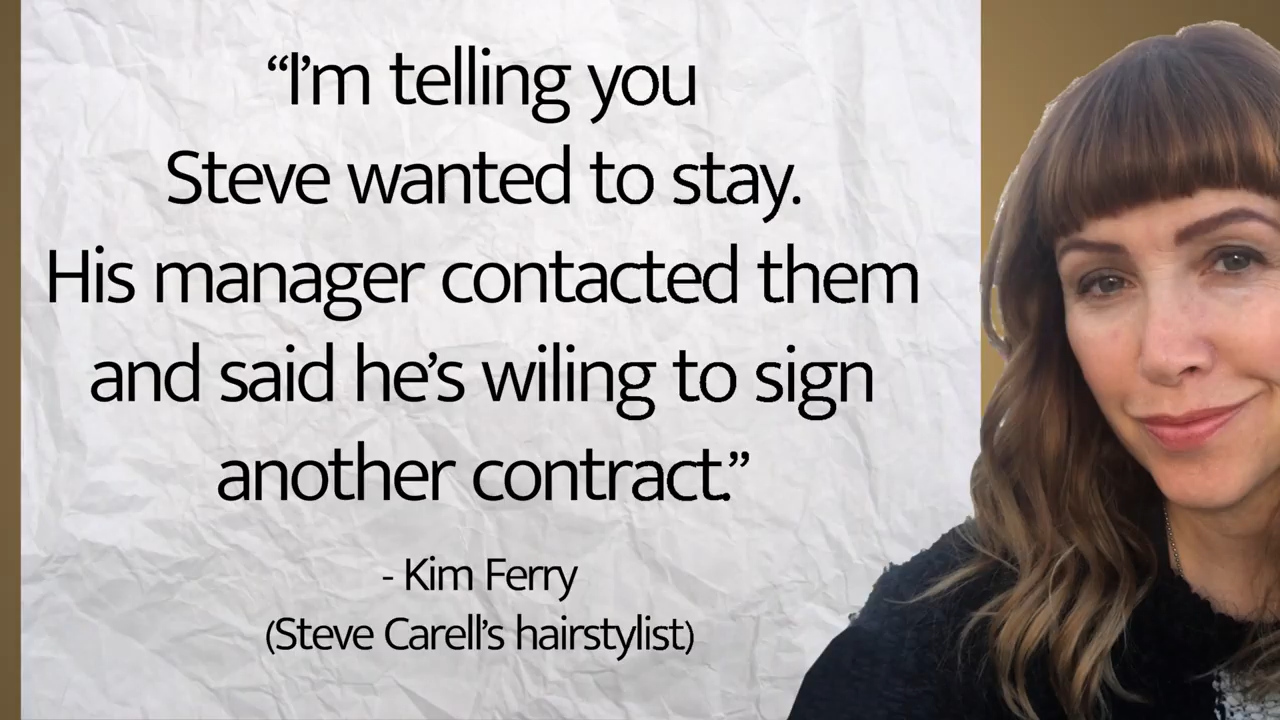 “I’m telling you
Steve wanted to stay.
His manager contacted them
and said he’s wiling to sign
another contract.”
- Kim Ferry
(Steve Carell’s hairstylist)